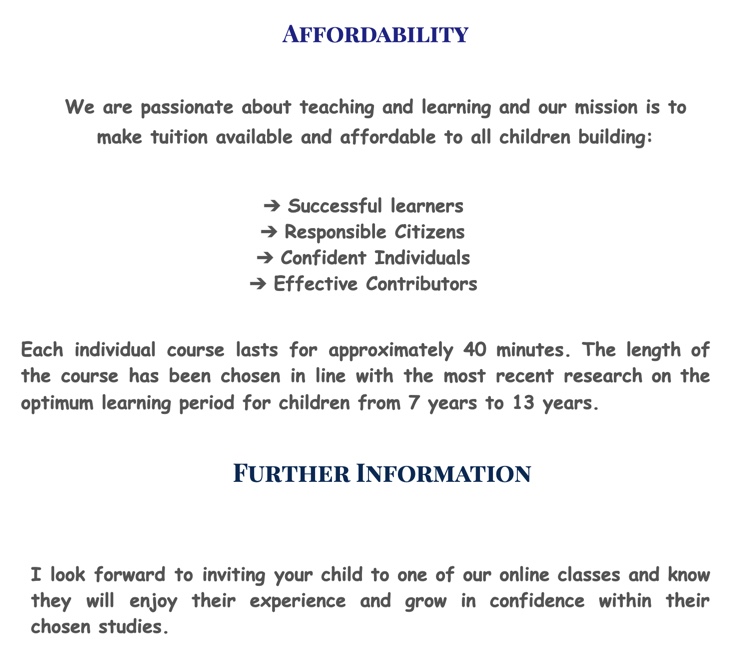 AFFORDABILITY
We are passionate about teaching and learning and our mission is to
make tuition available and affordable to all children building:
➔ Successful learners
➔ Responsible Citizens
➔ Confident Individuals
➔ Effective Contributors
Each individual course lasts for approximately 40 minutes. The length of
the course has been chosen in line with the most recent research on the
optimum learning period for children from 7 years to 13 years.
FURTHER INFORMATION
I look forward to inviting your child to one of our online classes and know
they will enjoy their experience and grow in confidence within their
chosen studies.